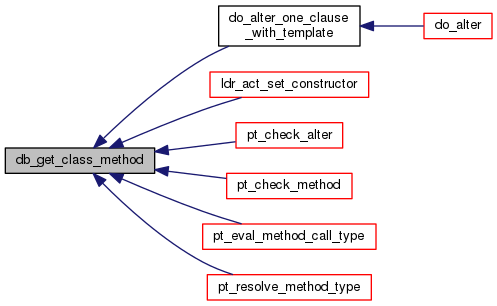 do_alter_one_clause
_with_template
do_alter
ldr_act_set_constructor
pt_check_alter
db_get_class_method
pt_check_method
pt_eval_method_call_type
pt_resolve_method_type